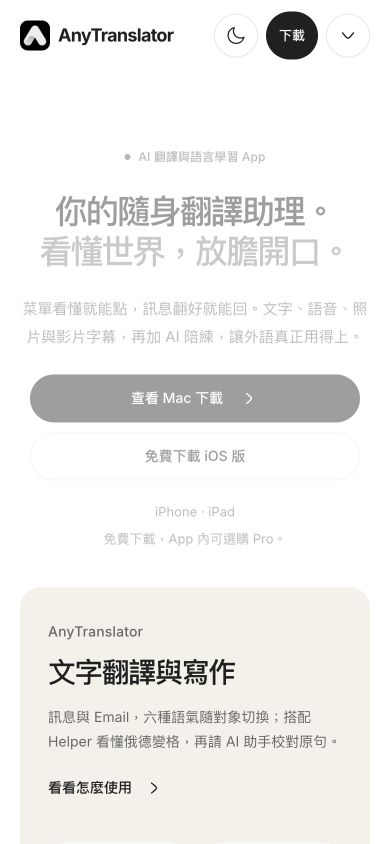 AnyTranslator
下載
AI 翻譯與語言學習 App
你的隨身翻譯助理。
看懂世界，放膽開口。
菜單看懂就能點，訊息翻好就能回。文字、語音、照
片與影片字幕，再加 AI 陪練，讓外語真正用得上。
查看 Mac 下載
免費下載 iOS 版
iPhone · iPad
免費下載，App 內可選購 Pro。
AnyTranslator
文字翻譯與寫作
訊息與 Email，六種語氣隨對象切換；搭配
Helper 看懂俄德變格，再請 AI 助手校對原句。
看看怎麼使用